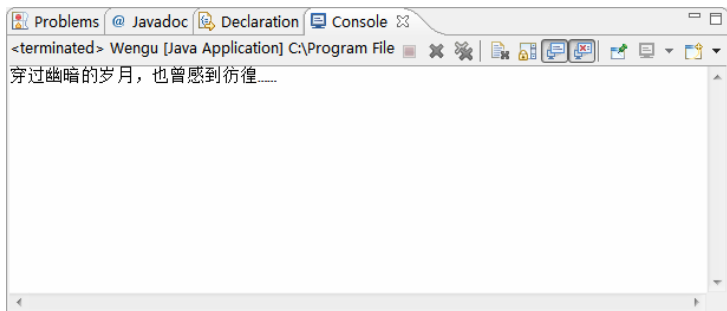 Problems @ Javadoc Declaration Console
<terminated> Wengu [Java Application] C:\Program File
穿过幽暗的岁月，也曾感到彷徨……